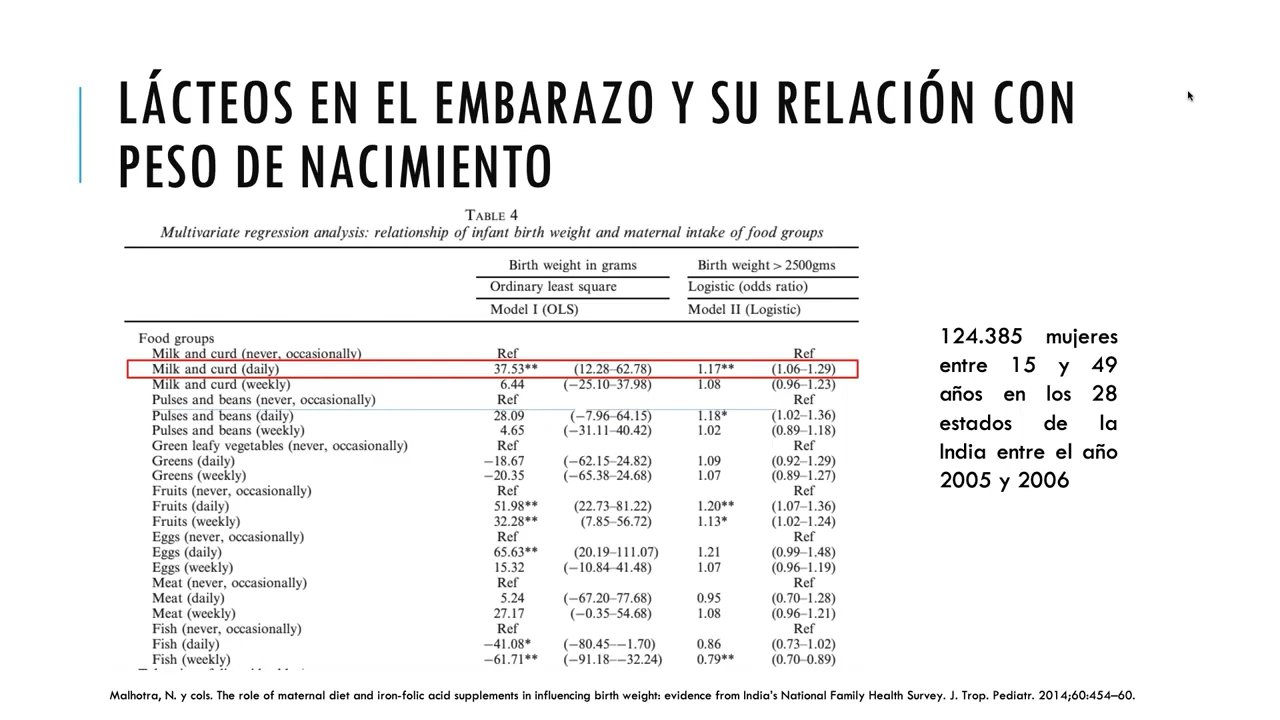 LÁCTEOS EN EL EMBARAZO Y SU RELACIÓN CON
PESO DE NACIMIENTO
TABLE 4
Multivariate regression analysis: relationship of infant birth weight and maternal intake of food groups
Birth weight in grams Birth weight > 2500gms
Ordinary least square Logistic (odds ratio)
Model I (OLS) Model II (Logistic)
Food groups
Milk and curd (never, occasionally) Ref Ref
Milk and curd (daily) 37.53** (12.28–62.78) 1.17** (1.06–1.29)
Milk and curd (weekly) 6.44 (−25.10–37.98) 1.08 (0.96–1.23)
Pulses and beans (never, occasionally) Ref Ref
Pulses and beans (daily) 28.09 (−7.96–64.15) 1.18* (1.02–1.36)
Pulses and beans (weekly) 4.65 (−31.11–40.42) 1.02 (0.89–1.18)
Green leafy vegetables (never, occasionally) Ref Ref
Greens (daily) −18.67 (−62.15–24.82) 1.09 (0.92–1.29)
Greens (weekly) −20.35 (−65.38–24.68) 1.07 (0.89–1.27)
Fruits (never, occasionally) Ref Ref
Fruits (daily) 51.98** (22.73–81.22) 1.20** (1.07–1.36)
Fruits (weekly) 32.28** (7.85–56.72) 1.13* (1.02–1.24)
Eggs (never, occasionally) Ref Ref
Eggs (daily) 65.63** (20.19–111.07) 1.21 (0.99–1.48)
Eggs (weekly) 15.32 (−10.84–41.48) 1.07 (0.96–1.19)
Meat (never, occasionally) Ref Ref
Meat (daily) 5.24 (−67.20–77.68) 0.95 (0.70–1.28)
Meat (weekly) 27.17 (−0.35–54.68) 1.08 (0.96–1.21)
Fish (never, occasionally) Ref Ref
Fish (daily) −41.08* (−80.45–−1.70) 0.86 (0.73–1.02)
Fish (weekly) −61.71** (−91.18–−32.24) 0.79** (0.70–0.89)
124.385 mujeres
entre 15 y 49
años en los 28
estados de la
India entre el año
2005 y 2006
Malhotra, N. y cols. The role of maternal diet and iron-folic acid supplements in influencing birth weight: evidence from India's National Family Health Survey. J. Trop. Pediatr. 2014;60:454–60.